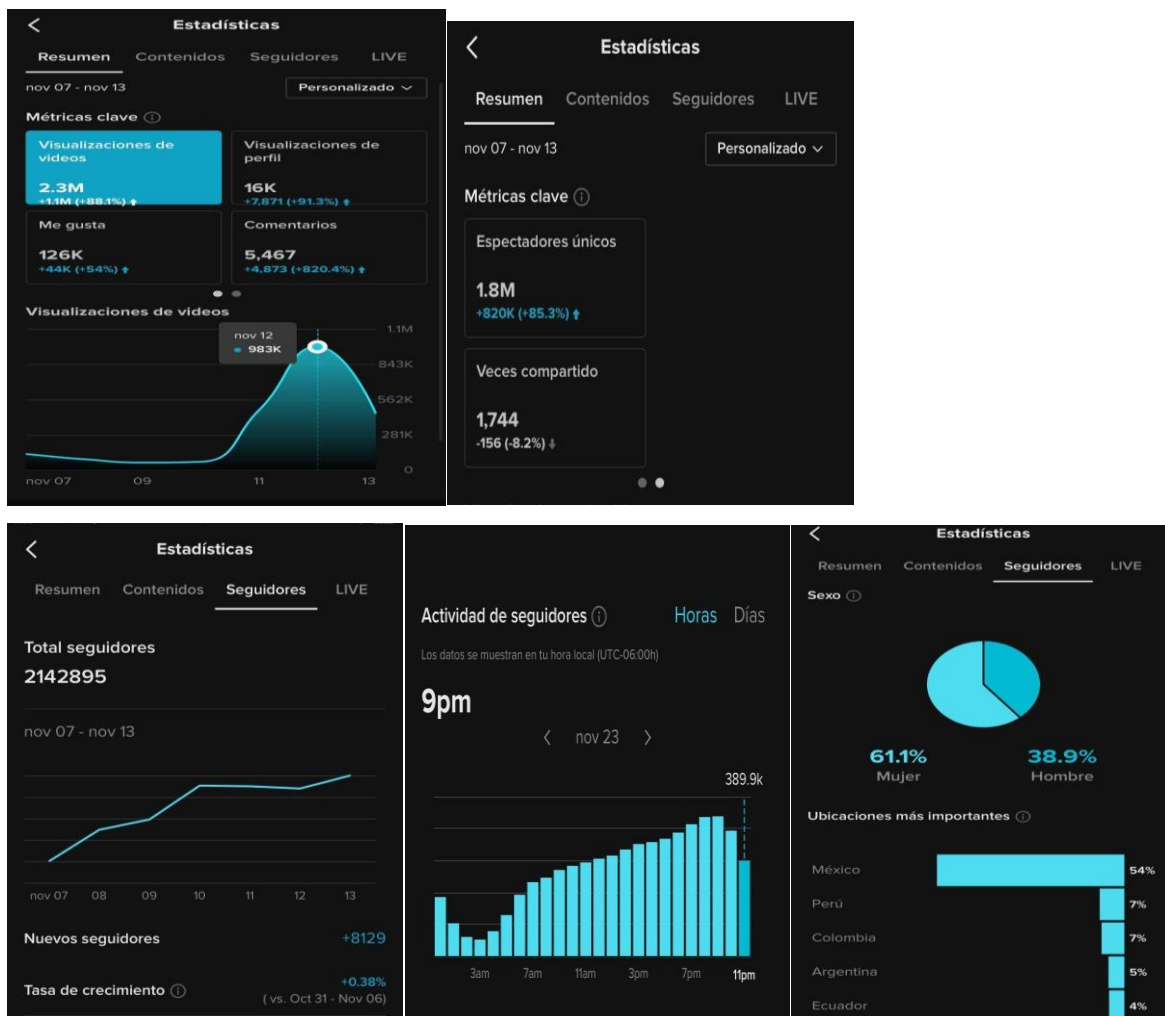 Estadísticas
Resumen Contenidos Seguidores LIVE
nov 07 - nov 13 Personalizado
Métricas clave
Visualizaciones de videos
2.3M
+1.1M (+88.1%)
Visualizaciones de perfil
16K
+7,871 (+91.3%)
Me gusta
126K
+44K (+54%)
Comentarios
5,467
+4,873 (+820.4%)
Visualizaciones de videos
nov 12
983K
1.1M
843K
562K
281K
0
nov 07 09 11 13
Estadísticas
Resumen Contenidos Seguidores LIVE
nov 07 - nov 13 Personalizado
Métricas clave
Espectadores únicos
1.8M
+820K (+85.3%)
Veces compartido
1,744
-156 (-8.2%)
Estadísticas
Resumen Contenidos Seguidores LIVE
Total seguidores
2142895
nov 07 - nov 13
nov 07 08 09 10 11 12 13
Nuevos seguidores +8129
Tasa de crecimiento +0.38%
( vs. Oct 31 - Nov 06)
Actividad de seguidores Horas Días
Los datos se muestran en tu hora local (UTC-06:00h)
9pm
nov 23
389.9k
3am 7am 11am 3pm 7pm 11pm
Estadísticas
Resumen Contenidos Seguidores LIVE
Sexo
61.1% 38.9%
Mujer Hombre
Ubicaciones más importantes
México 54%
Perú 7%
Colombia 7%
Argentina 5%
Ecuador 4%